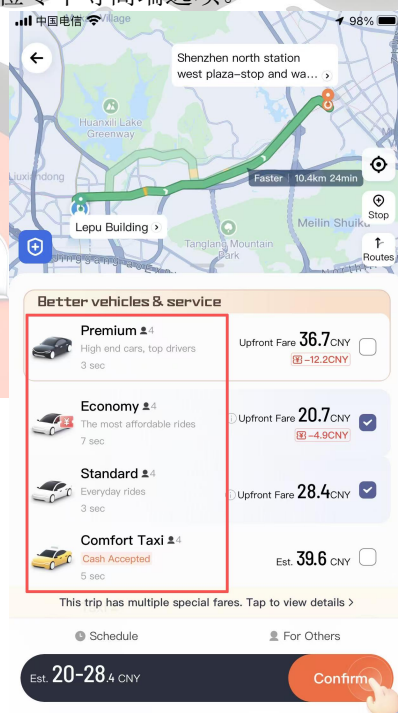 中国电信
98%
Village
Shenzhen north station
west plaza-stop and wa...
Huanxili Lake
Greenway
Faster 10.4km 24min
Stop
Lepu Building
Meilin Shuiku
Tanglang Mountain
Park
Routes
Better vehicles & service
Premium 4
High end cars, top drivers
3 sec
Upfront Fare 36.7CNY
-12.2CNY
Economy 4
The most affordable rides
7 sec
Upfront Fare 20.7CNY
-4.9CNY
Standard 4
Everyday rides
3 sec
Upfront Fare 28.4CNY
Comfort Taxi 4
Cash Accepted
5 sec
Est. 39.6 CNY
This trip has multiple special fares. Tap to view details >
Schedule
For Others
Est. 20-28.4 CNY
Confirm